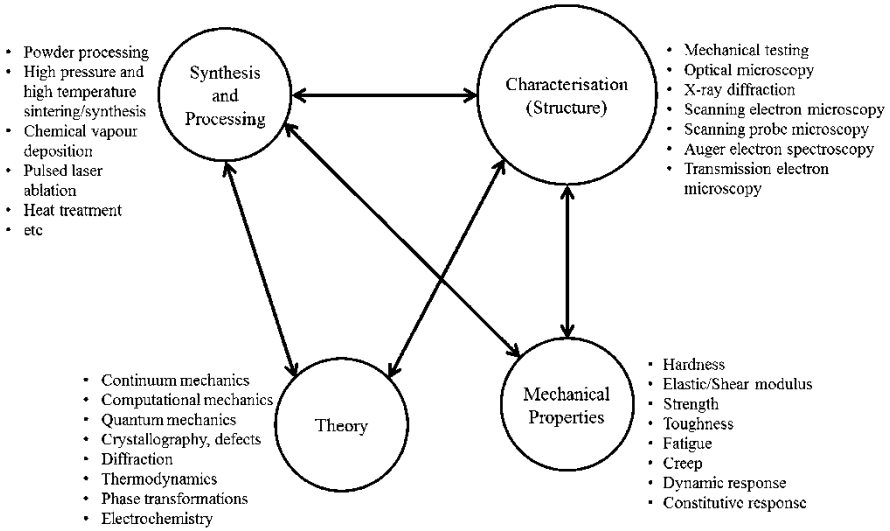 • Powder processing
• High pressure and
high temperature
sintering/synthesis
• Chemical vapour
deposition
• Pulsed laser
ablation
• Heat treatment
• etc
Synthesis
and
Processing
Characterisation
(Structure)
• Mechanical testing
• Optical microscopy
• X-ray diffraction
• Scanning electron microscopy
• Scanning probe microscopy
• Auger electron spectroscopy
• Transmission electron
microscopy
• Continuum mechanics
• Computational mechanics
• Quantum mechanics
• Crystallography, defects
• Diffraction
• Thermodynamics
• Phase transformations
• Electrochemistry
Theory
Mechanical
Properties
• Hardness
• Elastic/Shear modulus
• Strength
• Toughness
• Fatigue
• Creep
• Dynamic response
• Constitutive response